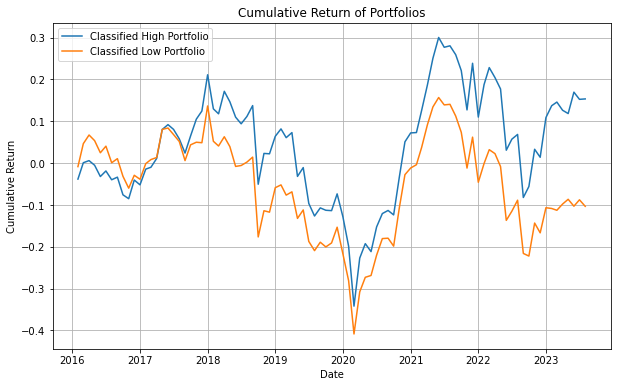 Cumulative Return of Portfolios
Classified High Portfolio
Classified Low Portfolio
Cumulative Return
0.3
0.2
0.1
0.0
−0.1
−0.2
−0.3
−0.4
2016 2017 2018 2019 2020 2021 2022 2023
Date